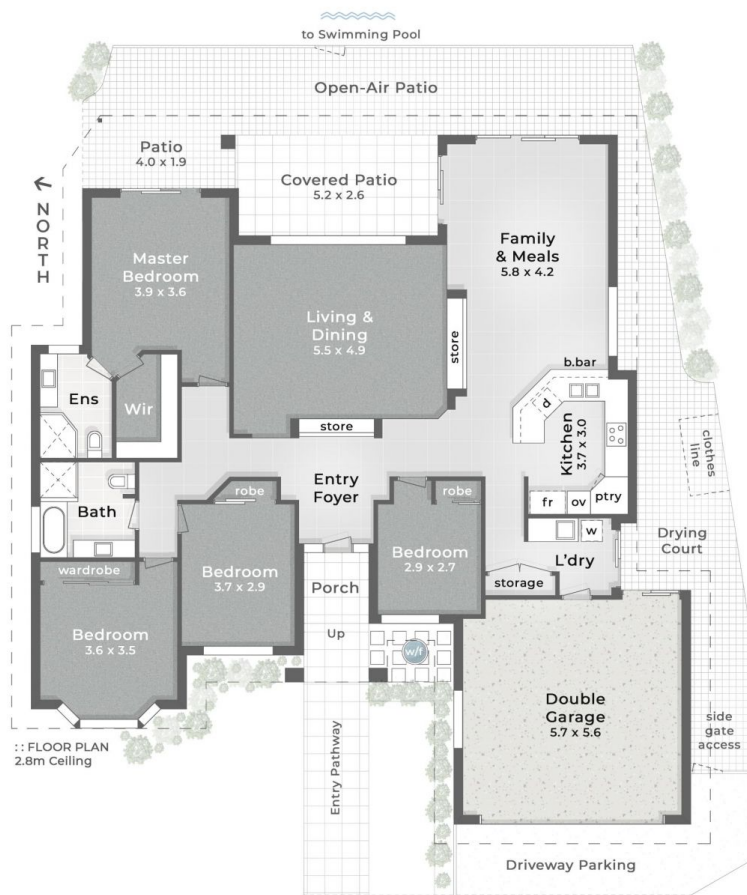 to Swimming Pool
Open-Air Patio
Patio
4.0 x 1.9
Covered Patio
5.2 x 2.6
NORTH
Family
& Meals
5.8 x 4.2
Master
Bedroom
3.9 x 3.6
Living &
Dining
5.5 x 4.9
store
b.bar
Ens
Wir
d
Kitchen
3.7 x 3.0
clothes
line
store
Entry
Foyer
robe
robe
fr
ov
ptry
Bath
w
L'dry
Drying
Court
Bedroom
2.9 x 2.7
wardrobe
Bedroom
3.7 x 2.9
Porch
storage
Up
Bedroom
3.6 x 3.5
w/f
Double
Garage
5.7 x 5.6
side
gate
access
:: FLOOR PLAN
2.8m Ceiling
Entry Pathway
Driveway Parking